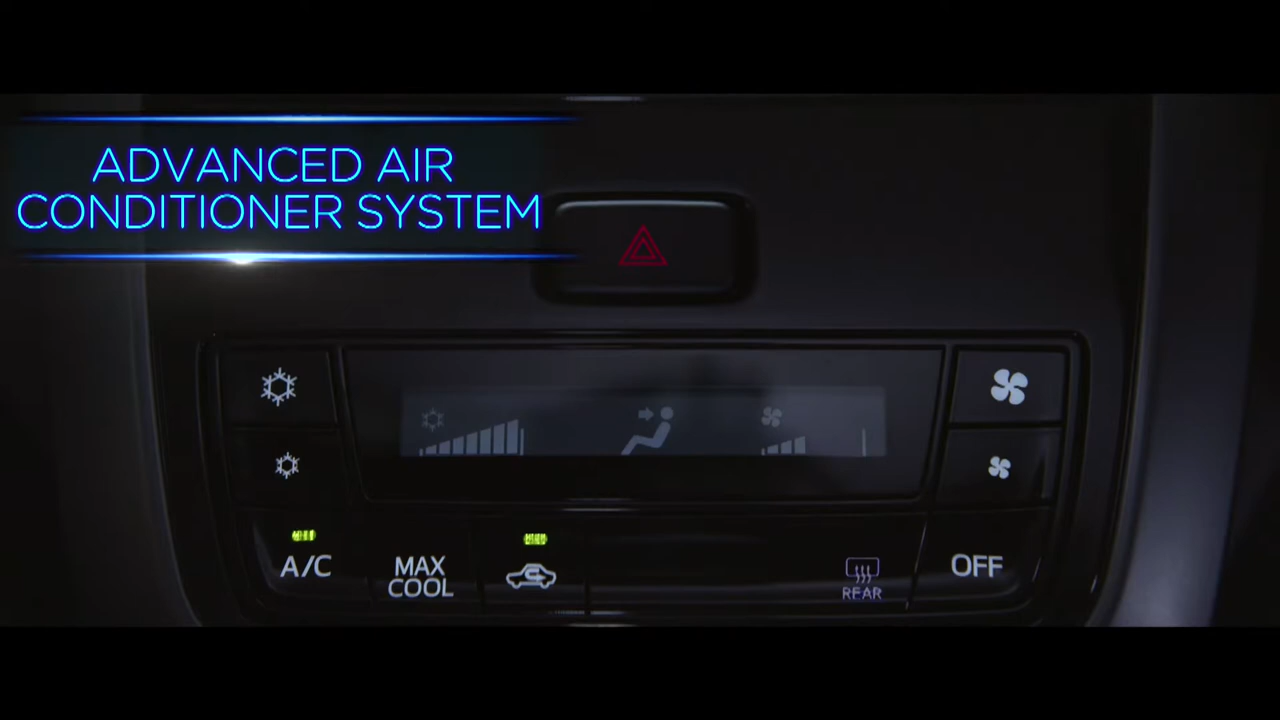 ADVANCED AIR
CONDITIONER SYSTEM
A/C
MAX
COOL
REAR
OFF